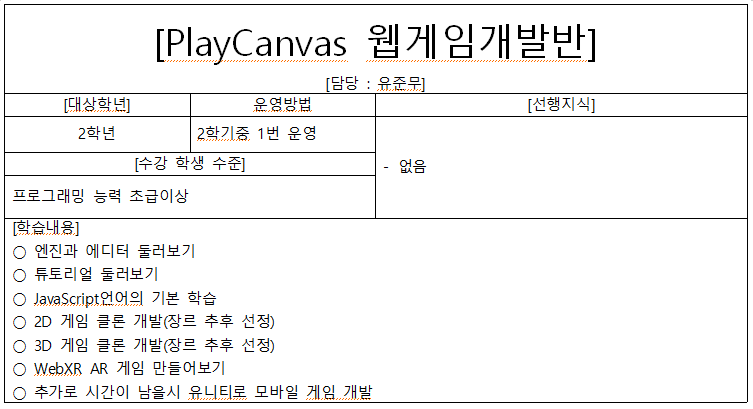 [PlayCanvas 웹게임개발반]
[담당 : 유준무]
[대상학년]
운영방법
[선행지식]
2학년
2학기중 1번 운영
- 없음
[수강 학생 수준]
프로그래밍 능력 초급이상
[학습내용]
○ 엔진과 에디터 둘러보기
○ 튜토리얼 둘러보기
○ JavaScript언어의 기본 학습
○ 2D 게임 클론 개발(장르 추후 선정)
○ 3D 게임 클론 개발(장르 추후 선정)
○ WebXR AR 게임 만들어보기
○ 추가로 시간이 남을시 유니티로 모바일 게임 개발